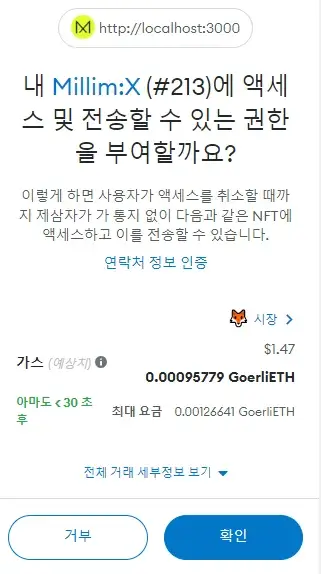 http://localhost:3000
내 Millim:X (#213)에 액세
스 및 전송할 수 있는 권한
을 부여할까요?
이렇게 하면 사용자가 액세스를 취소할 때까
지 제삼자가 가 통지 없이 다음과 같은 NFT에
액세스하고 이를 전송할 수 있습니다.
연락처 정보 인증
시장
$1.47
가스 (예상치)
0.00095779 GoerliETH
아마도 < 30 초
후
최대 요금 0.00126641 GoerliETH
전체 거래 세부정보 보기
거부
확인